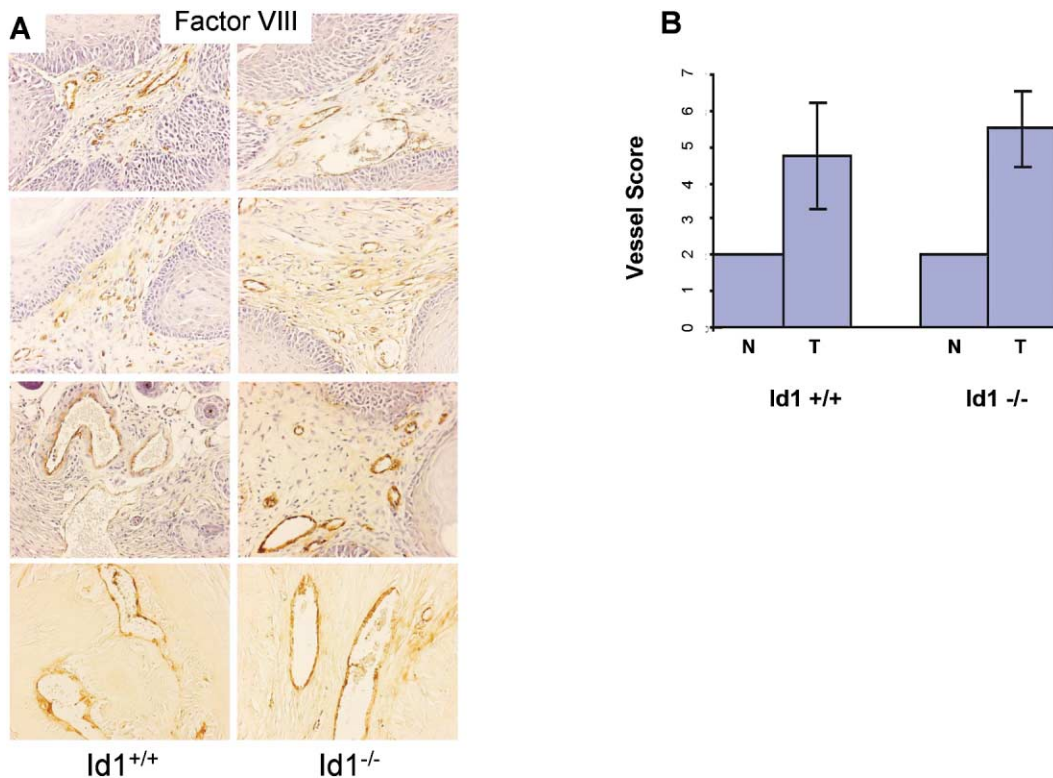 A
Factor VIII
Id1+/+
Id1-/-
B
Vessel Score
7
6
5
4
3
2
1
0
N T N T
Id1 +/+ Id1 -/-